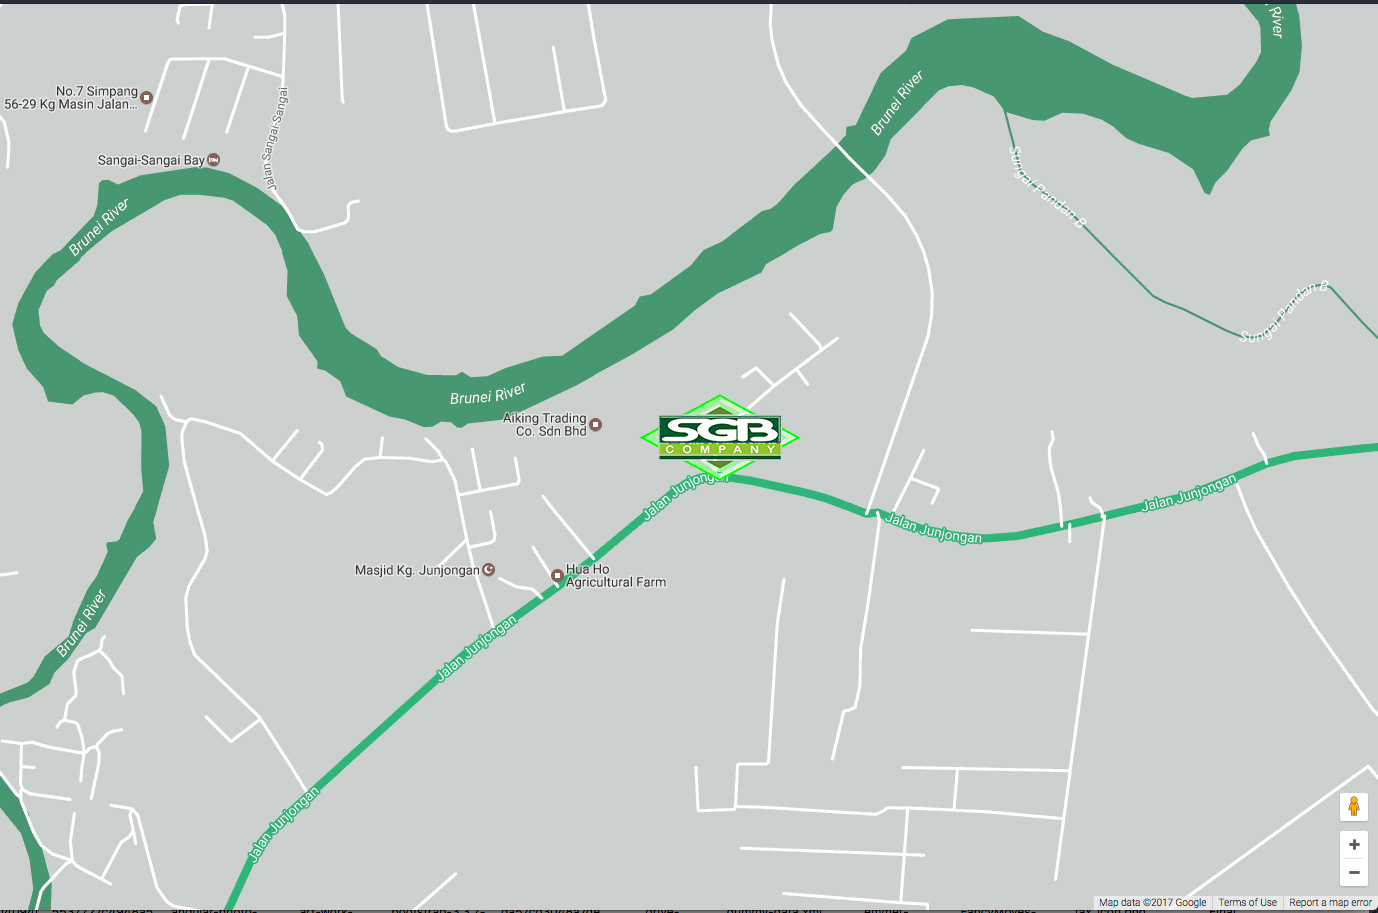 River
No.7 Simpang
56-29 Kg Masin Jalan...
Jalan Sangai-Sangai
Brunei River
Sangai-Sangai Bay
Sungai Pandan B
Brunei River
Sungai Pandan B
Brunei River
Aiking Trading
Co. Sdn Bhd
SGB
COMPANY
Jalan Junjongan
Jalan Junjongan
Jalan Junjongan
Masjid Kg. Junjongan
Hua Ho
Agricultural Farm
Brunei River
Jalan Junjongan
Jalan Junjongan
Map data ©2017 Google
Terms of Use
Report a map error